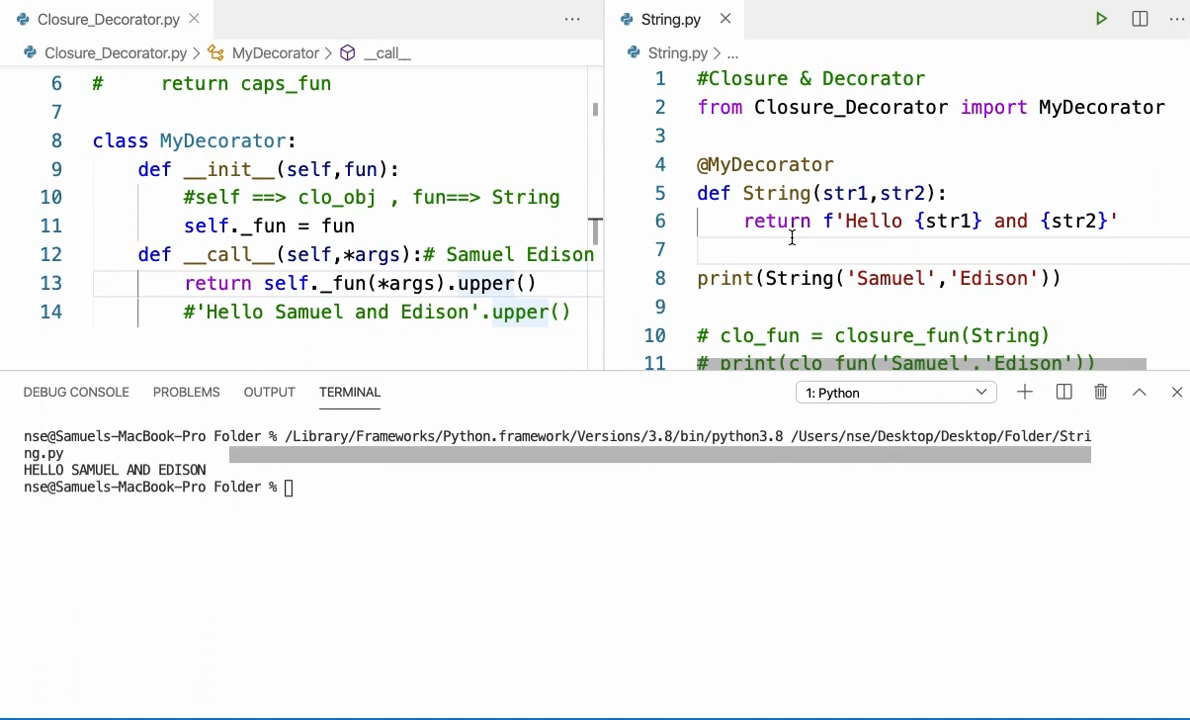 Closure_Decorator.py
Closure_Decorator.py > MyDecorator > __call__
6 #     return caps_fun
7
8 class MyDecorator:
9     def __init__(self,fun):
10         #self ==> clo_obj , fun==> String
11         self._fun = fun
12     def __call__(self,*args):# Samuel Edison
13         return self._fun(*args).upper()
14         #'Hello Samuel and Edison'.upper()
String.py
String.py > ...
1 #Closure & Decorator
2 from Closure_Decorator import MyDecorator
3
4 @MyDecorator
5 def String(str1,str2):
6     return f'Hello {str1} and {str2}'
7
8 print(String('Samuel','Edison'))
9
10 # clo_fun = closure_fun(String)
11 # print(clo_fun('Samuel','Edison'))
DEBUG CONSOLE PROBLEMS OUTPUT TERMINAL 1: Python
nse@Samuels-MacBook-Pro Folder % /Library/Frameworks/Python.framework/Versions/3.8/bin/python3.8 /Users/nse/Desktop/Desktop/Folder/Stri
ng.py
HELLO SAMUEL AND EDISON
nse@Samuels-MacBook-Pro Folder %